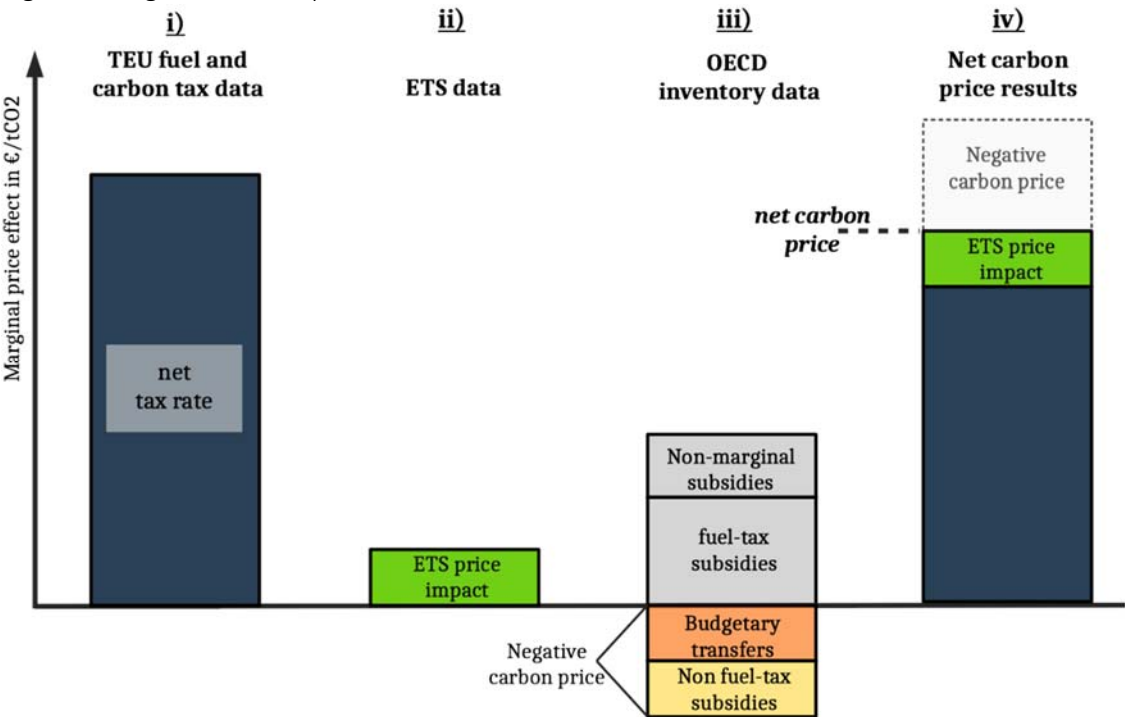 i)
TEU fuel and
carbon tax data
ii)
ETS data
iii)
OECD
inventory data
iv)
Net carbon
price results
Marginal price effect in €/tCO2
net
tax rate
ETS price
impact
Non-marginal
subsidies
fuel-tax
subsidies
Budgetary
transfers
Non fuel-tax
subsidies
Negative
carbon price
net carbon
price
Negative
carbon price
ETS price
impact